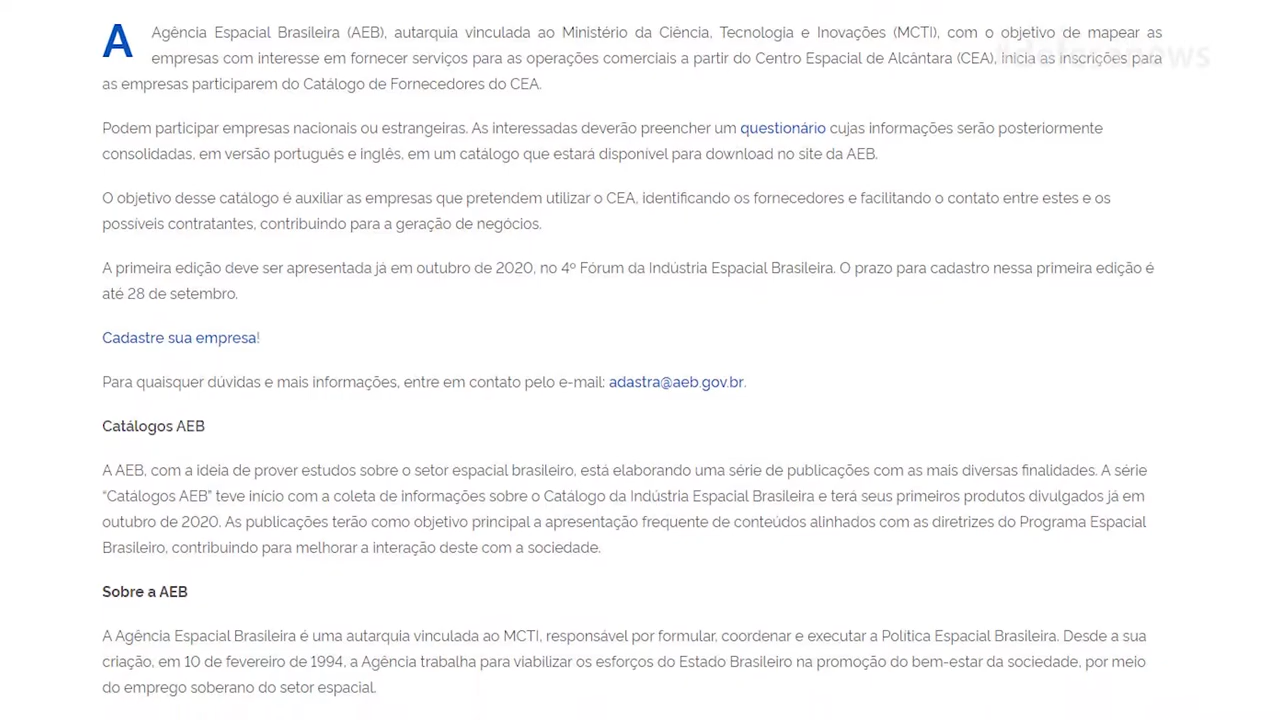 A Agência Espacial Brasileira (AEB), autarquia vinculada ao Ministério da Ciência, Tecnologia e Inovações (MCTI), com o objetivo de mapear as
empresas com interesse em fornecer serviços para as operações comerciais a partir do Centro Espacial de Alcântara (CEA), inicia as inscrições para
as empresas participarem do Catálogo de Fornecedores do CEA.
Podem participar empresas nacionais ou estrangeiras. As interessadas deverão preencher um questionário cujas informações serão posteriormente
consolidadas, em versão português e inglês, em um catálogo que estará disponível para download no site da AEB.
O objetivo desse catálogo é auxiliar as empresas que pretendem utilizar o CEA, identificando os fornecedores e facilitando o contato entre estes e os
possíveis contratantes, contribuindo para a geração de negócios.
A primeira edição deve ser apresentada já em outubro de 2020, no 4º Fórum da Indústria Espacial Brasileira. O prazo para cadastro nessa primeira edição é
até 28 de setembro.
Cadastre sua empresa!
Para quaisquer dúvidas e mais informações, entre em contato pelo e-mail: adastra@aeb.gov.br.
Catálogos AEB
A AEB, com a ideia de prover estudos sobre o setor espacial brasileiro, está elaborando uma série de publicações com as mais diversas finalidades. A série
“Catálogos AEB” teve início com a coleta de informações sobre o Catálogo da Indústria Espacial Brasileira e terá seus primeiros produtos divulgados já em
outubro de 2020. As publicações terão como objetivo principal a apresentação frequente de conteúdos alinhados com as diretrizes do Programa Espacial
Brasileiro, contribuindo para melhorar a interação deste com a sociedade.
Sobre a AEB
A Agência Espacial Brasileira é uma autarquia vinculada ao MCTI, responsável por formular, coordenar e executar a Política Espacial Brasileira. Desde a sua
criação, em 10 de fevereiro de 1994, a Agência trabalha para viabilizar os esforços do Estado Brasileiro na promoção do bem-estar da sociedade, por meio
do emprego soberano do setor espacial.